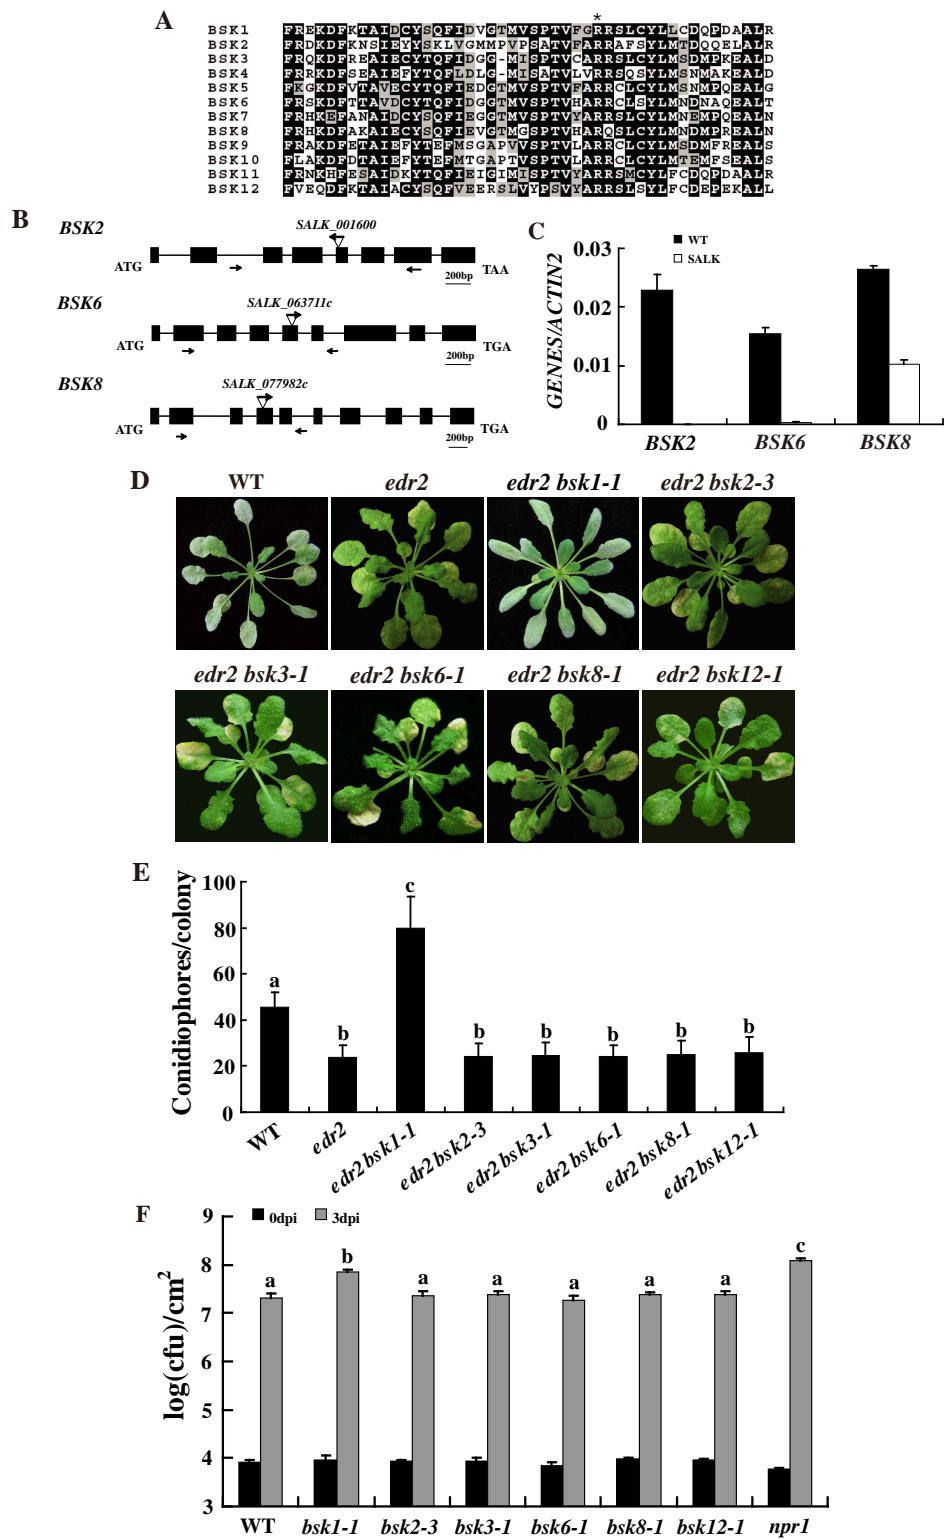 A
*
BSK1 FREKDFKTAIDCYSQFIDVGTMVSPTVFGRRSLCYLLCDQPDAALR
BSK2 FRDKDFKNSIEYYSKLVGMMPVPSATVFARRAFSYLMTDQQELALR
BSK3 FRQKDFREAIECYTQFIDGG-MISPTVCARRSLCYLMSDMPKEALD
BSK4 FRRKDFSEAIEFYTQFLDLG-MISATVLVRRSQSYLMSNMAKEALD
BSK5 FKGKDFVTAVECYTQFIEDGTMVSPTVFARRCLCYLMSNMPQEALG
BSK6 FRSKDFTTAVDCYTQFIDGGTMVSPTVHARRCLSYLMNDNAQEALT
BSK7 FRHKEFANAIDCYSQFIEGGTMVSPTVYARRSLCYLMNEMPQEALN
BSK8 FRHKDFAKAIECYSQFIEVGTMGSPTVHARQSLCYLMNDMPREALN
BSK9 FRAKDFETAIEFYTEFMSGAPVVSPTVLARRCLCYLMSDMFREALS
BSK10 FLAKDFDTAIEFYTEFMTGAPTVSPTVLARRCLCYLMTEMFSEALS
BSK11 FRNKHFESAIDKYTQFIEIGIMISPTVYARRSMCYLFCDQPDAALR
BSK12 FVEQDFKTAIACYSQFVEERSLVYPSVYARRSLSYLFCDEPEKALL
B
BSK2 SALK_001600
ATG TAA
200bp
BSK6 SALK_063711c
ATG TGA
200bp
BSK8 SALK_077982c
ATG TGA
200bp
C
WT
SALK
GENES/ACTIN2
0.03
0.02
0.01
0
BSK2 BSK6 BSK8
D
WT edr2 edr2 bsk1-1 edr2 bsk2-3
edr2 bsk3-1 edr2 bsk6-1 edr2 bsk8-1 edr2 bsk12-1
E
Conidiophores/colony
100
80
60
40
20
0
a b c b b b b b
WT edr2 edr2 bsk1-1 edr2 bsk2-3 edr2 bsk3-1 edr2 bsk6-1 edr2 bsk8-1 edr2 bsk12-1
F
0dpi 3dpi
log(cfu)/cm²
9
8
7
6
5
4
3
a b a a a a a c
WT bsk1-1 bsk2-3 bsk3-1 bsk6-1 bsk8-1 bsk12-1 npr1